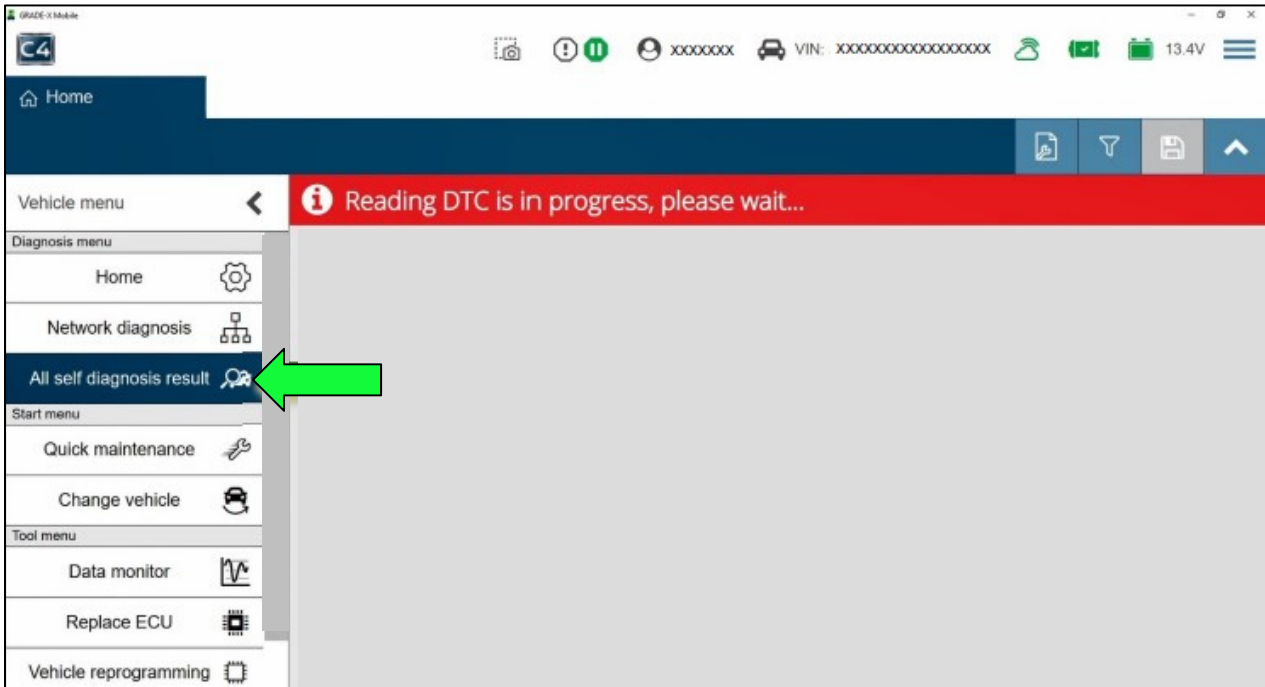 GRADE-X Mobile
C4
xxxxxxx VIN: xxxxxxxxxxxxxxxxx 13.4V
Home
Vehicle menu
Reading DTC is in progress, please wait...
Diagnosis menu
Home
Network diagnosis
All self diagnosis result
Start menu
Quick maintenance
Change vehicle
Tool menu
Data monitor
Replace ECU
Vehicle reprogramming